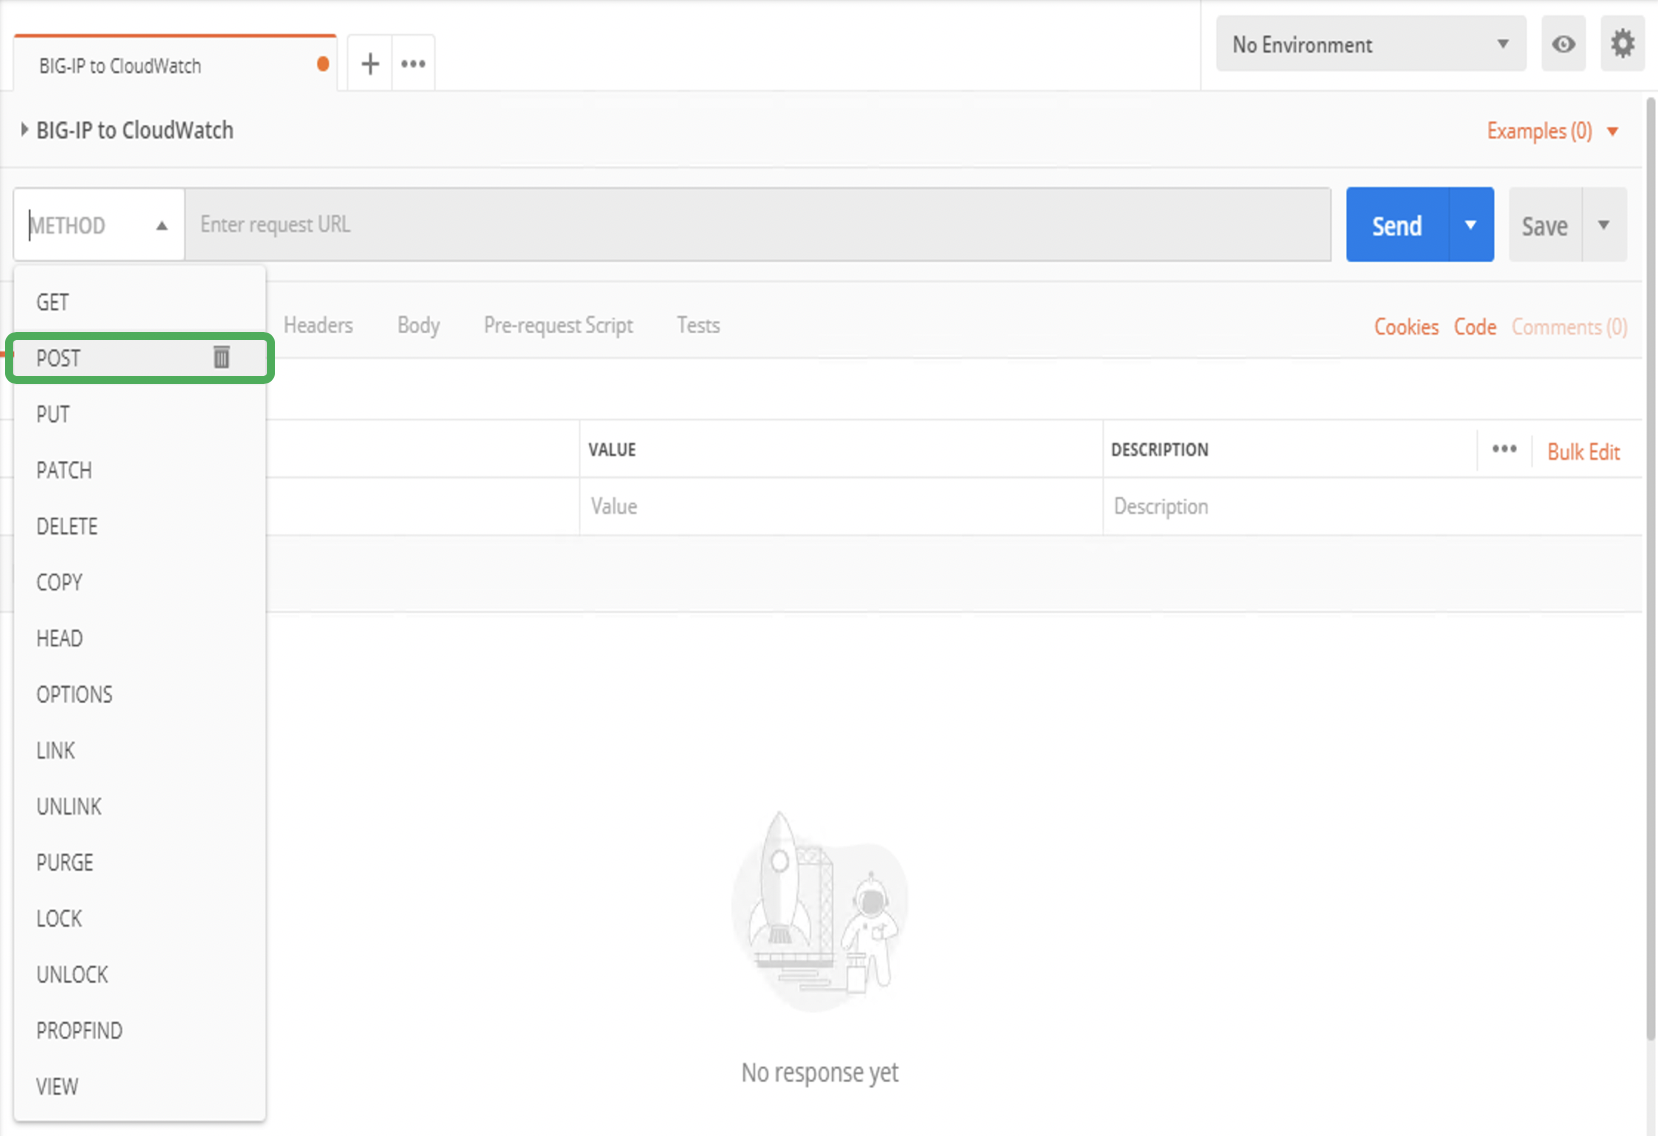 BIG-IP to CloudWatch
No Environment
BIG-IP to CloudWatch
Examples (0)
METHOD
Enter request URL
Send
Save
GET
POST
PUT
PATCH
DELETE
COPY
HEAD
OPTIONS
LINK
UNLINK
PURGE
LOCK
UNLOCK
PROPFIND
VIEW
Headers
Body
Pre-request Script
Tests
Cookies
Code
Comments (0)
VALUE
DESCRIPTION
Bulk Edit
Value
Description
No response yet